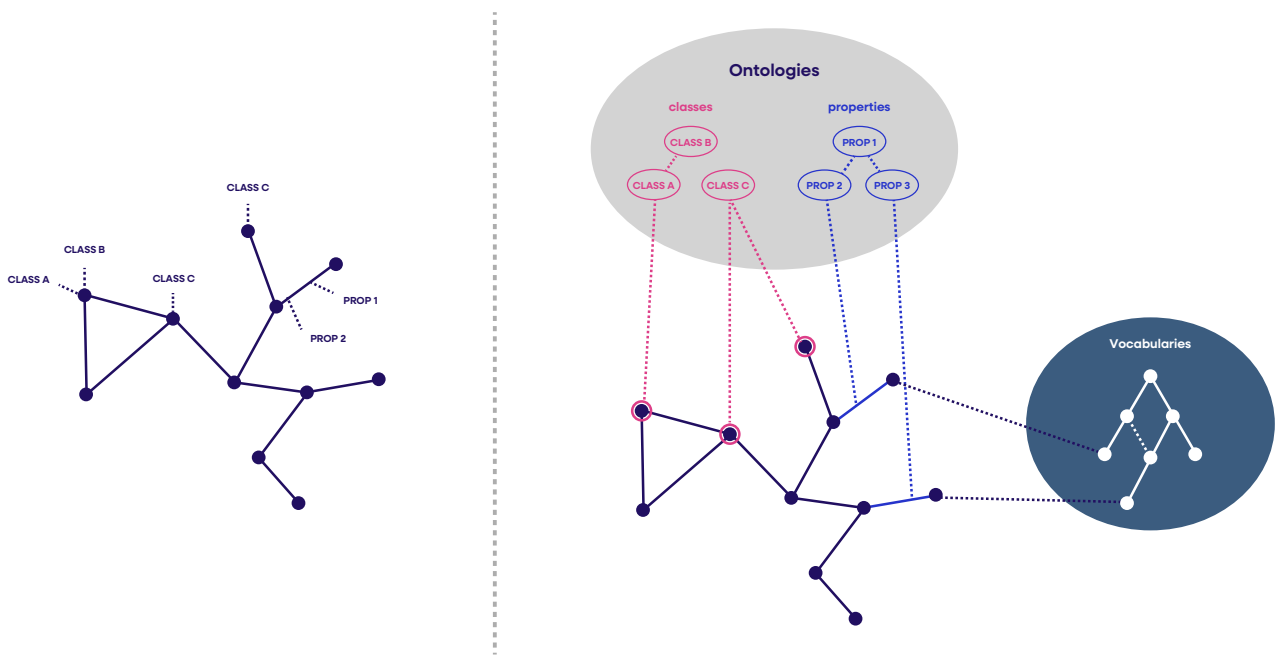 CLASS C
CLASS B
CLASS A
CLASS C
PROP 1
PROP 2
Ontologies
classes
properties
CLASS B
PROP 1
CLASS A
CLASS C
PROP 2
PROP 3
Vocabularies